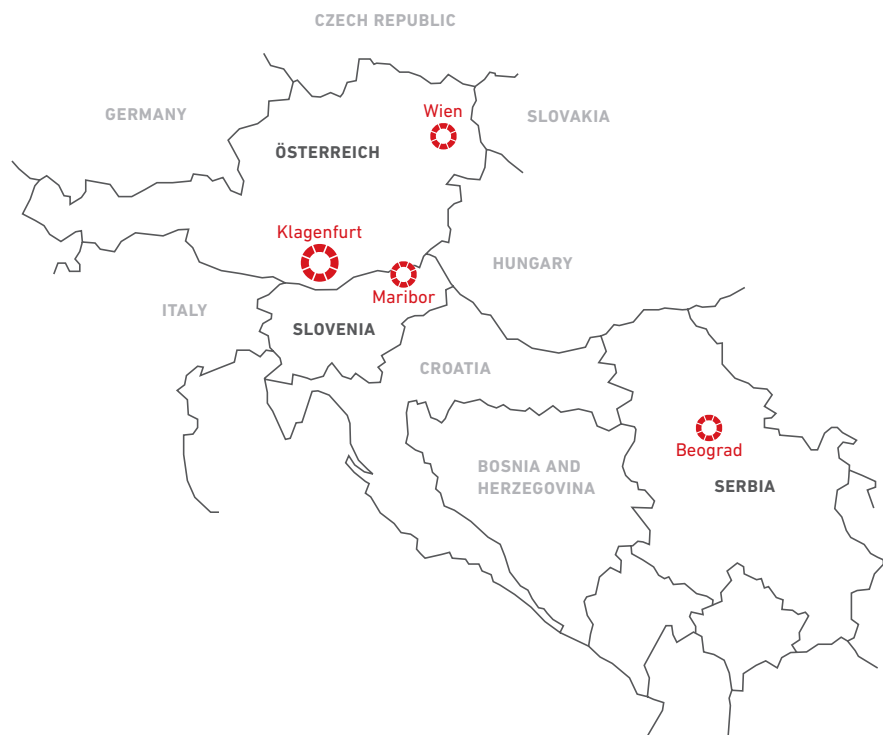 CZECH REPUBLIC
GERMANY
Wien
SLOVAKIA
ÖSTERREICH
Klagenfurt
HUNGARY
Maribor
ITALY
SLOVENIA
CROATIA
Beograd
BOSNIA AND
HERZEGOVINA
SERBIA